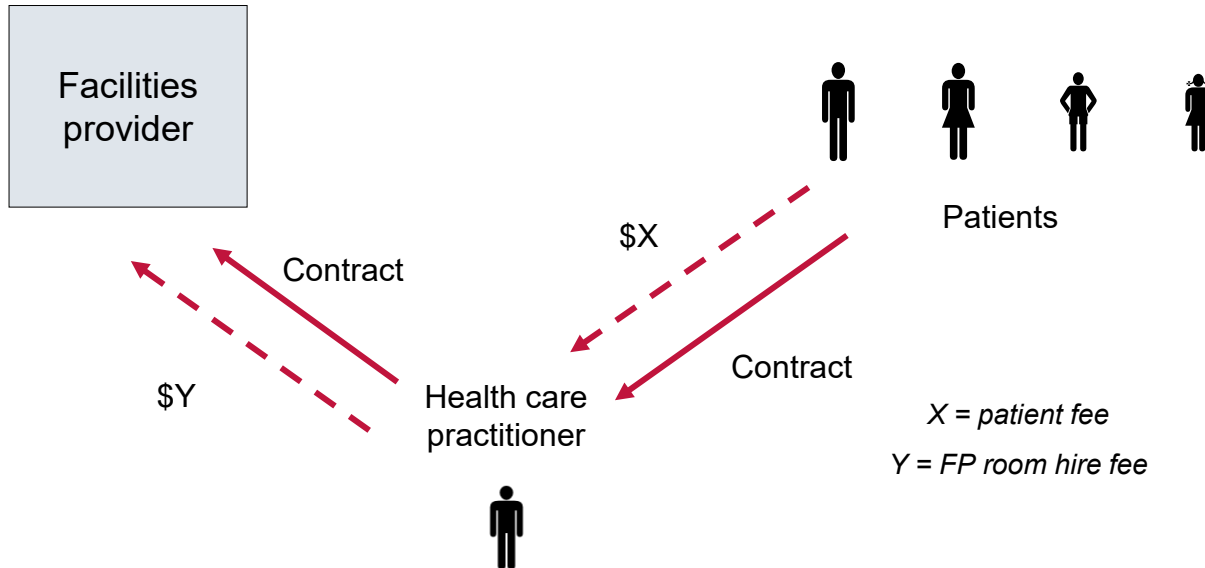 Facilities
provider
Patients
$X
Contract
Contract
$Y
Health care
practitioner
X = patient fee
Y = FP room hire fee